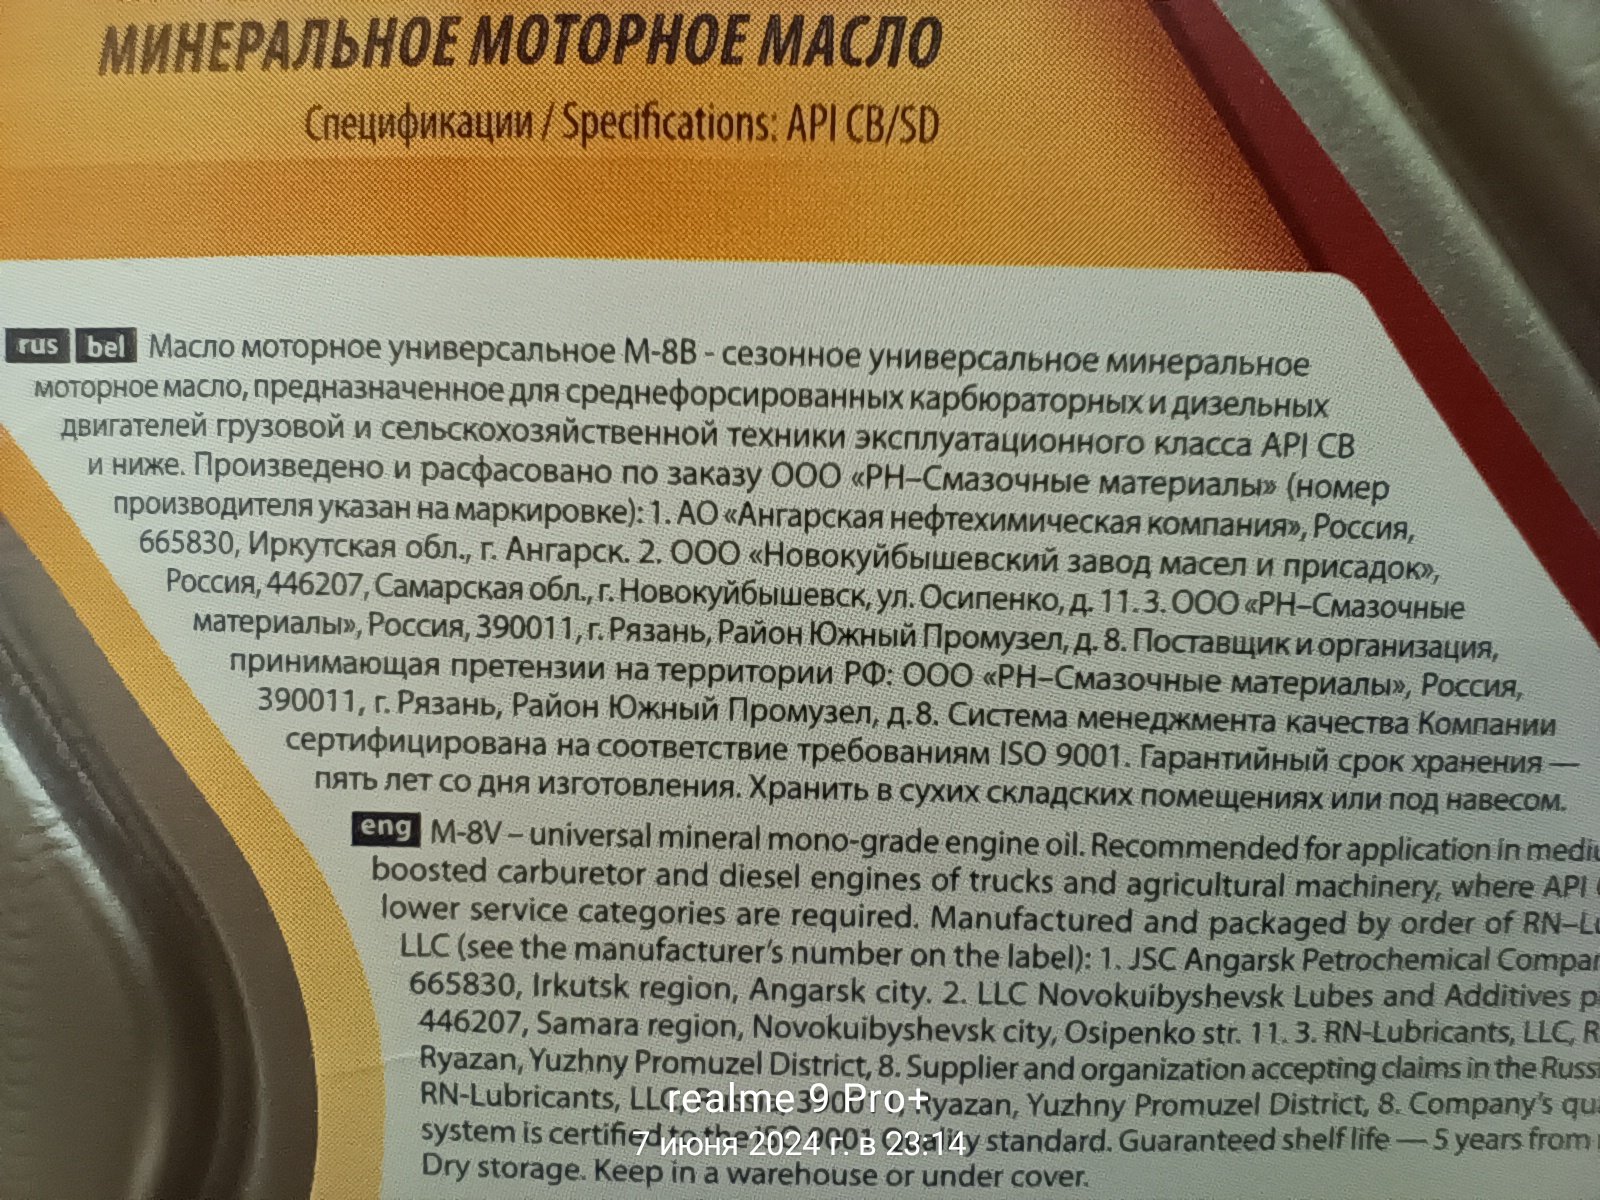 МИНЕРАЛЬНОЕ МОТОРНОЕ МАСЛО
Спецификации / Specifications: API CB/SD
rus bel Масло моторное универсальное М-8В - сезонное универсальное минеральное
моторное масло, предназначенное для среднефорсированных карбюраторных и дизельных
двигателей грузовой и сельскохозяйственной техники эксплуатационного класса API CB
и ниже. Произведено и расфасовано по заказу ООО «РН–Смазочные материалы» (номер
производителя указан на маркировке): 1. АО «Ангарская нефтехимическая компания», Россия,
665830, Иркутская обл., г. Ангарск. 2. ООО «Новокуйбышевский завод масел и присадок»,
Россия, 446207, Самарская обл., г. Новокуйбышевск, ул. Осипенко, д. 11. 3. ООО «РН–Смазочные
материалы», Россия, 390011, г. Рязань, Район Южный Промузел, д. 8. Поставщик и организация,
принимающая претензии на территории РФ: ООО «РН–Смазочные материалы», Россия,
390011, г. Рязань, Район Южный Промузел, д.8. Система менеджмента качества Компании
сертифицирована на соответствие требованиям ISO 9001. Гарантийный срок хранения —
пять лет со дня изготовления. Хранить в сухих складских помещениях или под навесом.
eng M-8V – universal mineral mono-grade engine oil. Recommended for application in
boosted carburetor and diesel engines of trucks and agricultural machinery, where API
lower service categories are required. Manufactured and packaged by order of
LLC (see the manufacturer's number on the label): 1. JSC Angarsk Petrochemical
665830, Irkutsk region, Angarsk city. 2. LLC Novokuibyshevsk Lubes and Additives
446207, Samara region, Novokuibyshevsk city, Osipenko str. 11. 3. RN-Lubricants, LLC,
Ryazan, Yuzhny Promuzel District, 8. Supplier and organization accepting claims in the
RN-Lubricants, LLC, Russia, 390011, Ryazan, Yuzhny Promuzel District, 8. Company's
system is certified to the ISO 9001 Quality standard. Guaranteed shelf life — 5 years from
Dry storage. Keep in a warehouse or under cover.
realme 9 Pro+
7 июня 2024 г. в 23:14